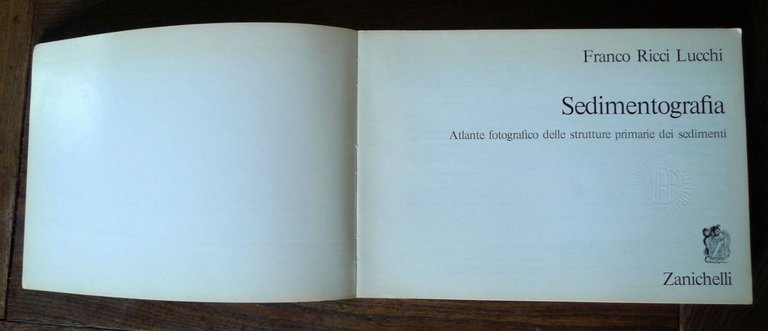 Franco Ricci Lucchi
Sedimentografia
Atlante fotografico delle strutture primarie dei sedimenti
Zanichelli